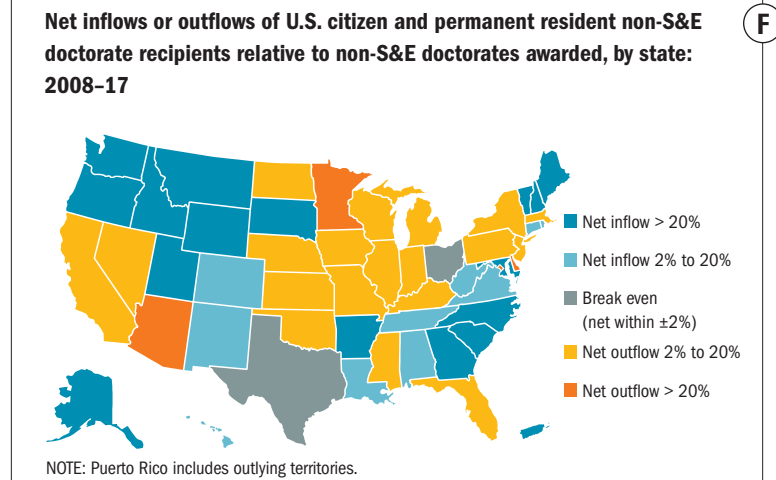 Net inflows or outflows of U.S. citizen and permanent resident non-S&E
doctorate recipients relative to non-S&E doctorates awarded, by state:
2008–17
F
Net inflow > 20%
Net inflow 2% to 20%
Break even
(net within ±2%)
Net outflow 2% to 20%
Net outflow > 20%
NOTE: Puerto Rico includes outlying territories.